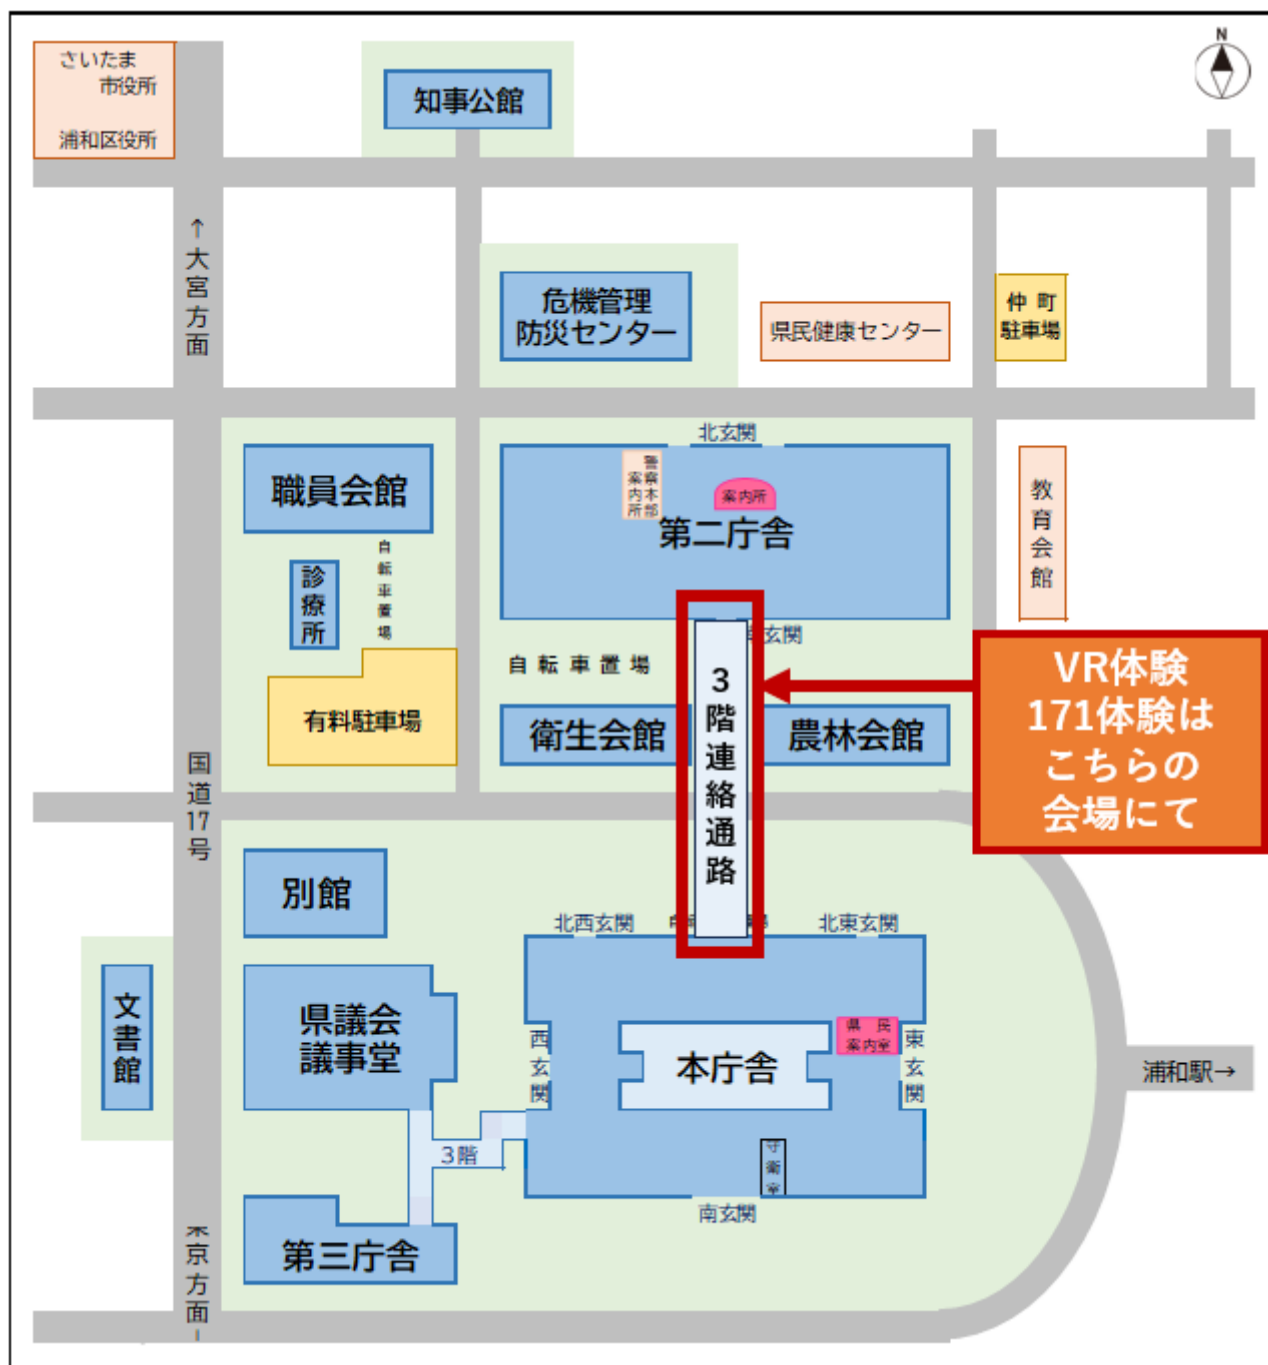 N
さいたま
市役所
浦和区役所
知事公館
↑大宮方面
危機管理
防災センター
県民健康センター
仲町
駐車場
北玄関
職員会館
警察本部
案内所
案内所
第二庁舎
教育会館
自転車置場
診療所
玄関
自転車置場
3階連絡通路
VR体験
171体験は
こちらの
会場にて
有料駐車場
衛生会館
農林会館
国道17号
別館
北西玄関
北東玄関
文書館
県議会
議事堂
西玄関
本庁舎
県民
案内室
東玄関
浦和駅→
3階
守衛室
南玄関
第三庁舎
京方面